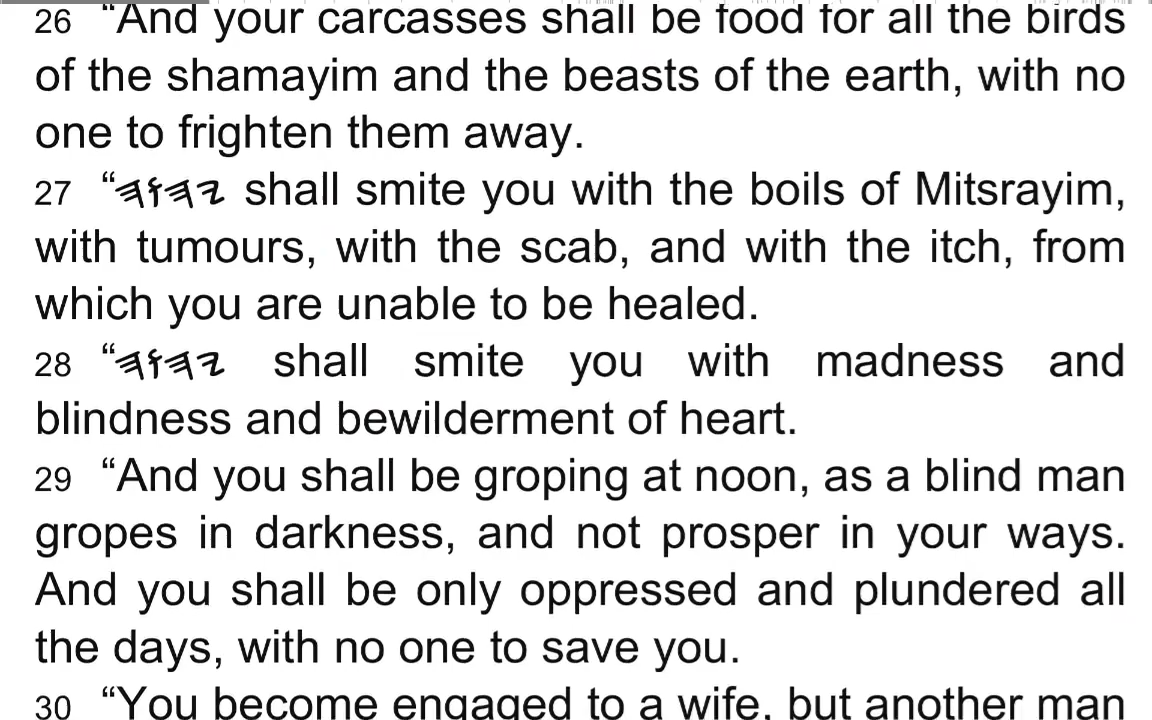 26 “And your carcasses shall be food for all the birds
of the shamayim and the beasts of the earth, with no
one to frighten them away.
27 “𐤉𐤄𐤅𐤄 shall smite you with the boils of Mitsrayim,
with tumours, with the scab, and with the itch, from
which you are unable to be healed.
28 “𐤉𐤄𐤅𐤄 shall smite you with madness and
blindness and bewilderment of heart.
29 “And you shall be groping at noon, as a blind man
gropes in darkness, and not prosper in your ways.
And you shall be only oppressed and plundered all
the days, with no one to save you.
30 “You become engaged to a wife, but another man